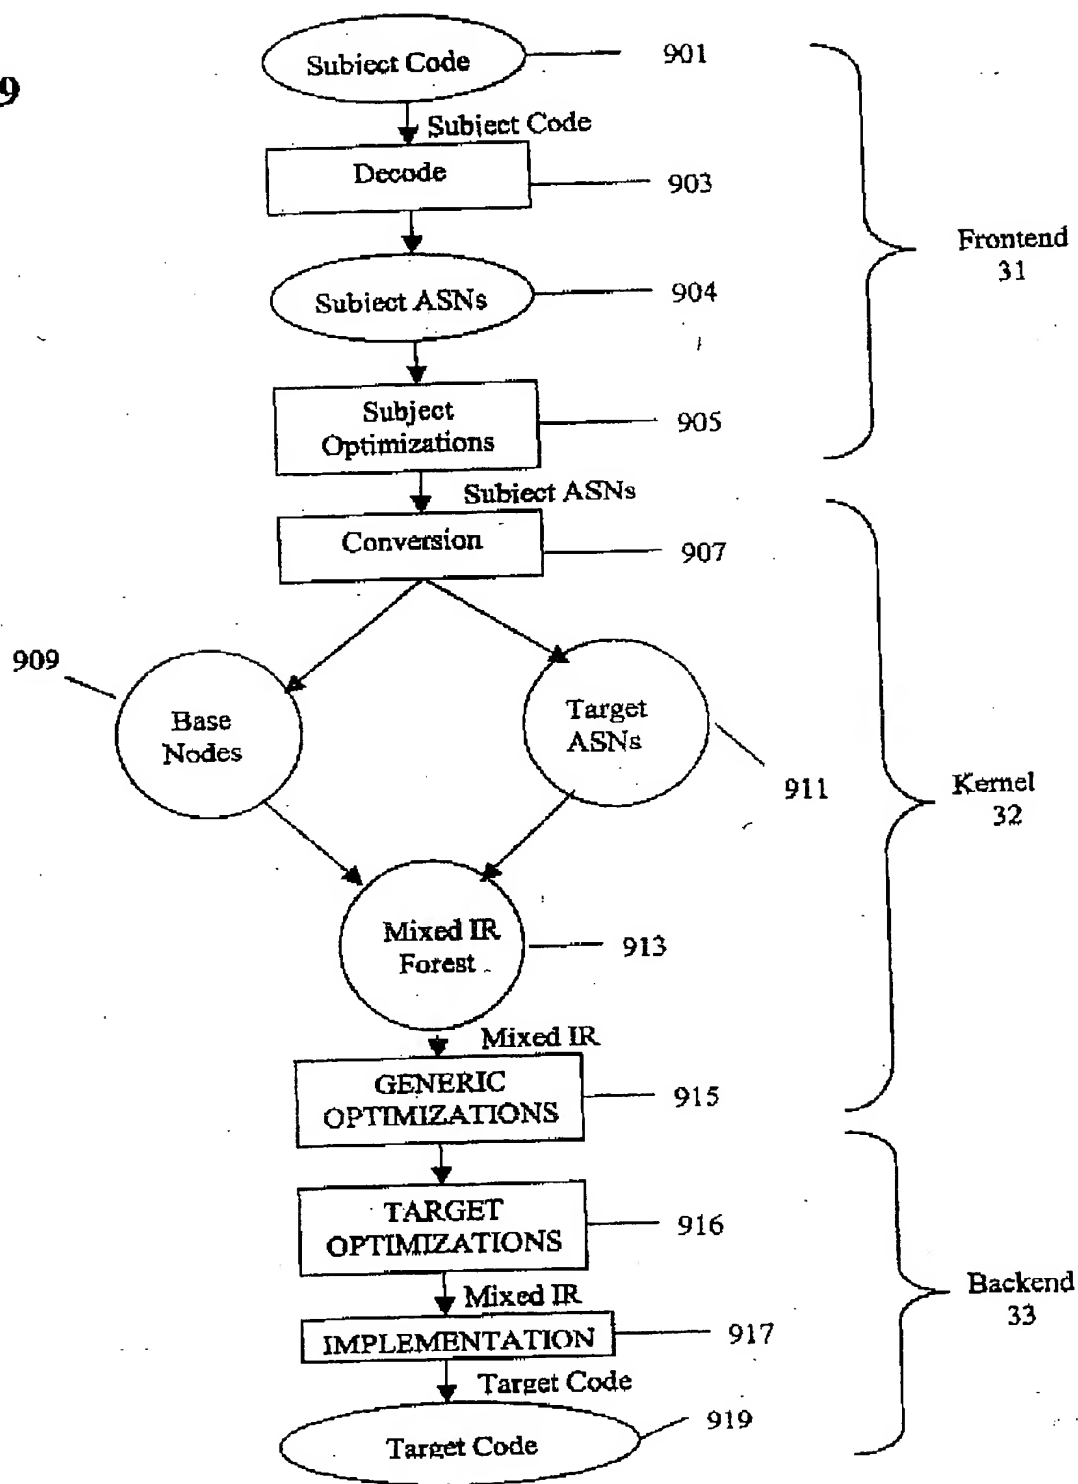 9
Subject Code
901
Subject Code
Decode
903
Frontend
31
Subject ASNs
904
Subject
Optimizations
905
Subject ASNs
Conversion
907
909
Base
Nodes
Target
ASNs
911
Kernel
32
Mixed IR
Forest
913
Mixed IR
GENERIC
OPTIMIZATIONS
915
TARGET
OPTIMIZATIONS
916
Mixed IR
Backend
33
IMPLEMENTATION
917
Target Code
Target Code
919